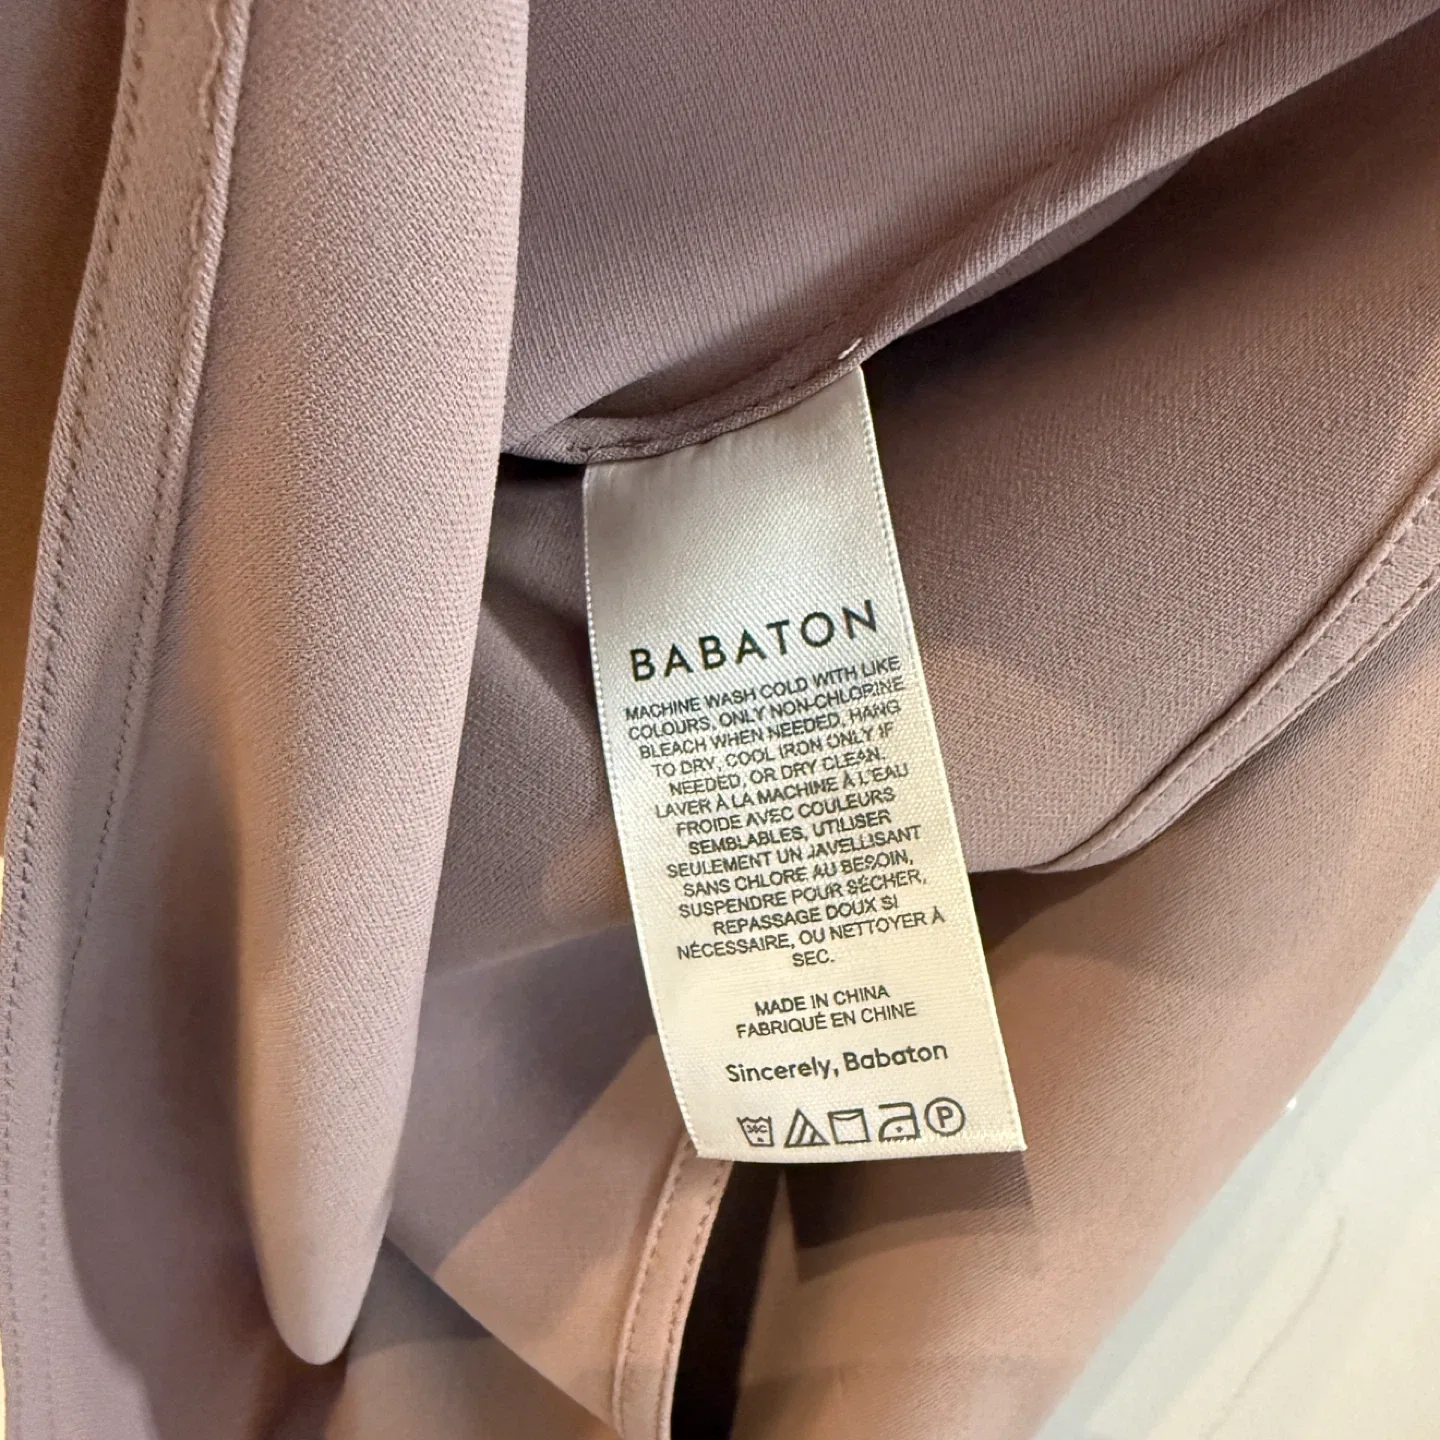 BABATON
MACHINE WASH COLD WITH LIKE
COLOURS, ONLY NON-CHLORINE
BLEACH WHEN NEEDED, HANG
TO DRY, COOL IRON ONLY IF
NEEDED, OR DRY CLEAN.
LAVER À LA MACHINE À L'EAU
FROIDE AVEC COULEURS
SEMBLABLES, UTILISER
SEULEMENT UN JAVELLISANT
SANS CHLORE AU BESOIN,
SUSPENDRE POUR SÉCHER,
REPASSAGE DOUX SI
NÉCESSAIRE, OU NETTOYER À
SEC.
MADE IN CHINA
FABRIQUÉ EN CHINE
Sincerely, Babaton
30C P